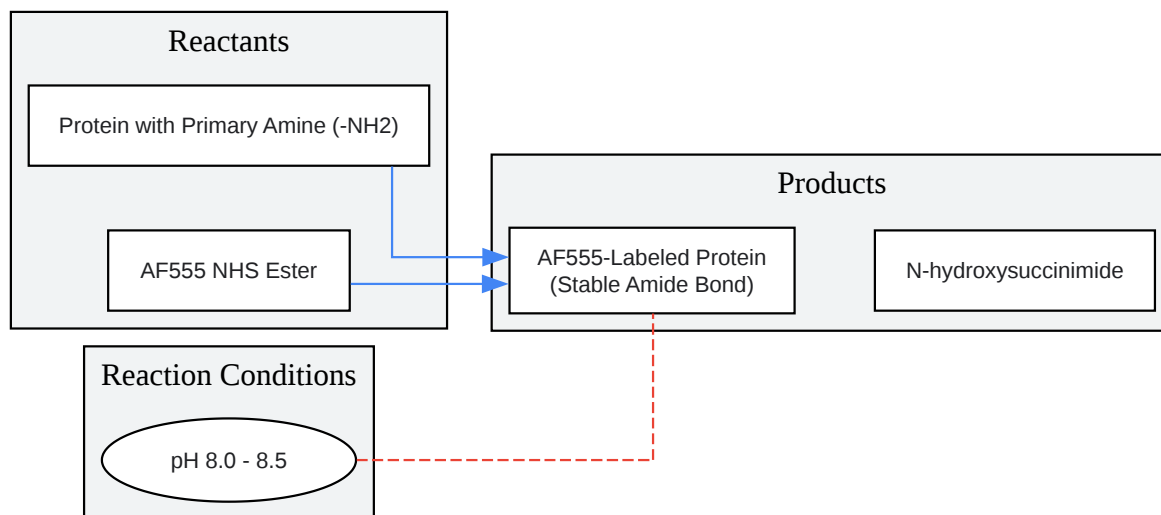 Reactants
Protein with Primary Amine (-NH2)
AF555 NHS Ester
Products
AF555-Labeled Protein
(Stable Amide Bond)
N-hydroxysuccinimide
Reaction Conditions
pH 8.0 - 8.5